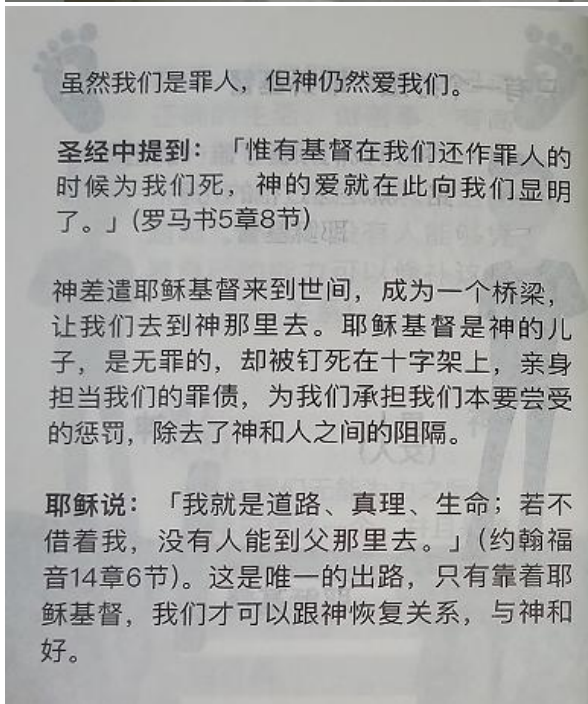 虽然我们是罪人，但神仍然爱我们。
圣经中提到：「惟有基督在我们还作罪人的
时候为我们死，神的爱就在此向我们显明
了。」(罗马书5章8节)
神差遣耶稣基督来到世间，成为一个桥梁，
让我们去到神那里去。耶稣基督是神的儿
子，是无罪的，却被钉死在十字架上，亲身
担当我们的罪债，为我们承担我们本要尝受
的惩罚，除去了神和人之间的阻隔。
耶稣说：「我就是道路、真理、生命；若不
借着我，没有人能到父那里去。」(约翰福
音14章6节)。这是唯一的出路，只有靠着耶
稣基督，我们才可以跟神恢复关系，与神和
好。